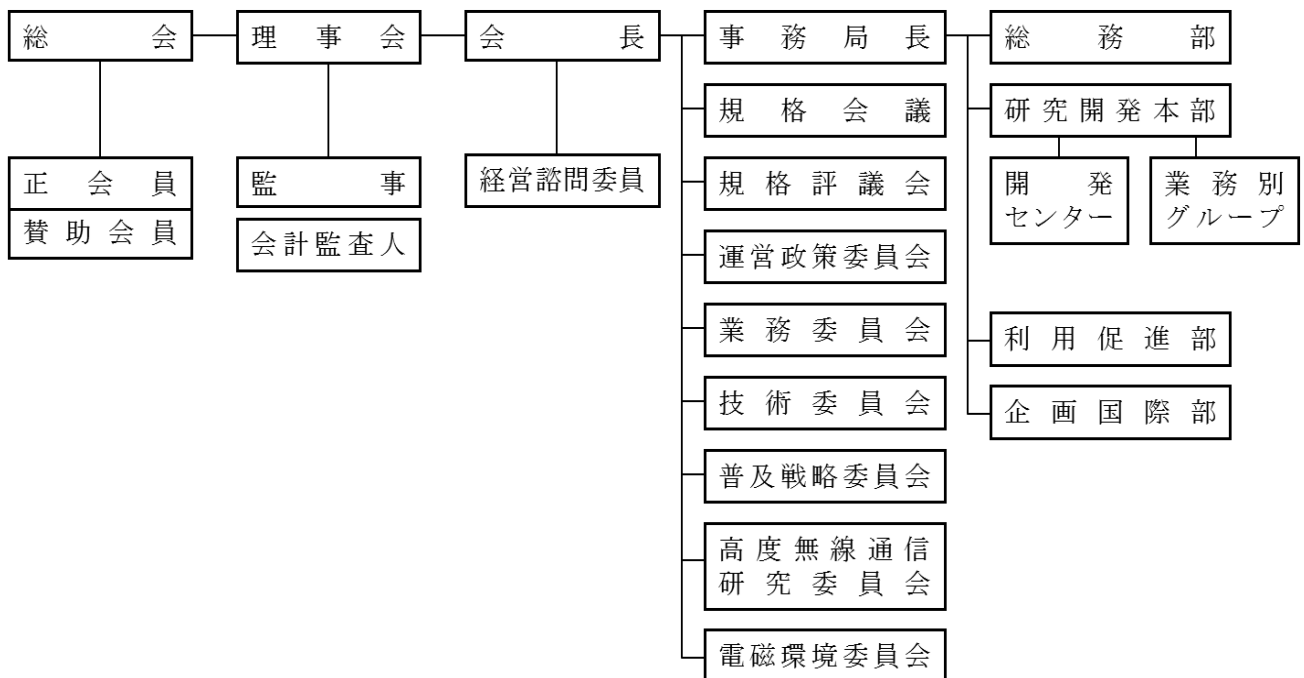 総会
理事会
会長
事務局長
総務部
正会員
賛助会員
監事
会計監査人
経営諮問委員
規格会議
規格評議会
運営政策委員会
業務委員会
技術委員会
普及戦略委員会
高度無線通信
研究委員会
電磁環境委員会
研究開発本部
開発
センター
業務別
グループ
利用促進部
企画国際部